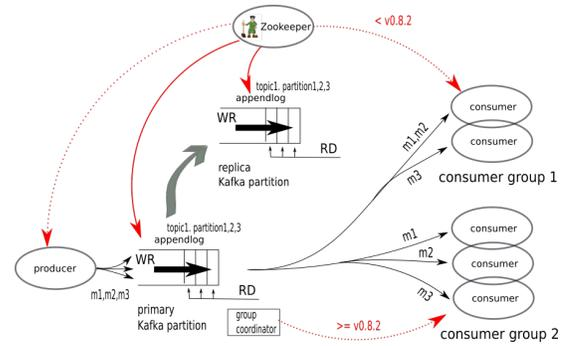 Zookeeper
< v0.8.2
topic1. partition1,2,3
appendlog
WR
RD
replica
Kafka partition
consumer
consumer
consumer group 1
m1,m2
m3
topic1. partition1,2,3
appendlog
WR
RD
producer
m1,m2,m3
primary
Kafka partition
group
coordinator
>= v0.8.2
m1
m2
m3
consumer
consumer
consumer
consumer group 2